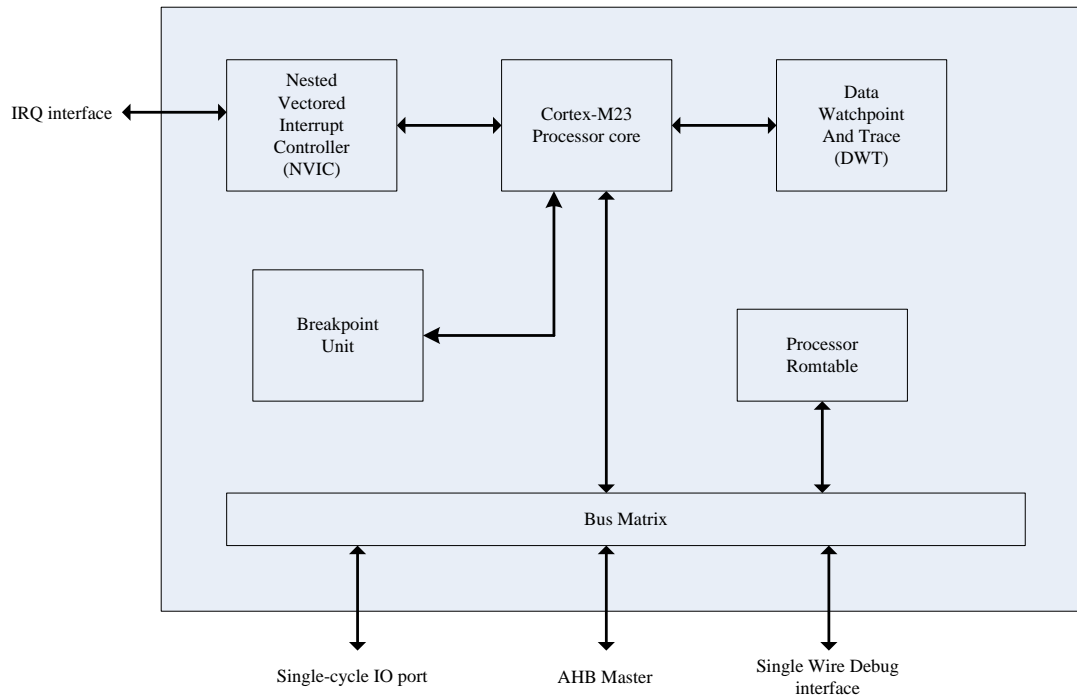 IRQ interface
Nested
Vectored
Interrupt
Controller
(NVIC)
Cortex-M23
Processor core
Data
Watchpoint
And Trace
(DWT)
Breakpoint
Unit
Processor
Romtable
Bus Matrix
Single-cycle IO port
AHB Master
Single Wire Debug
interface